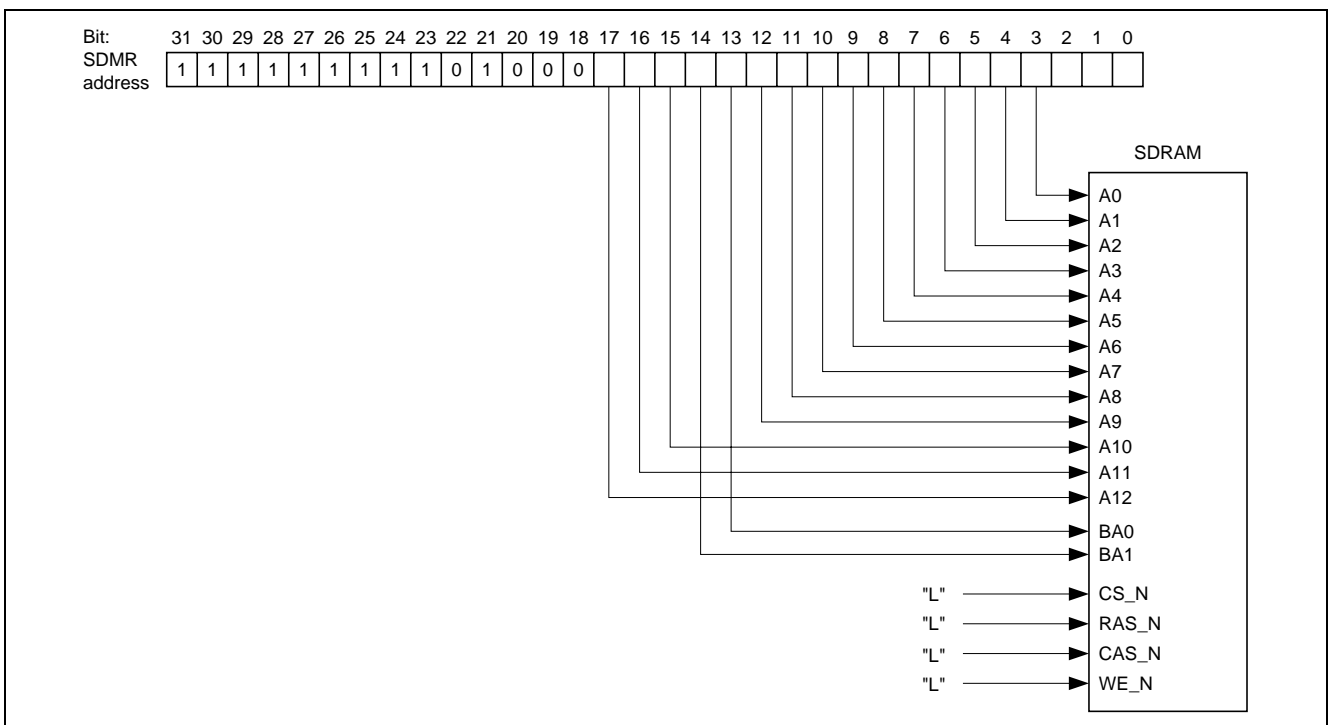 Bit: 31 30 29 28 27 26 25 24 23 22 21 20 19 18 17 16 15 14 13 12 11 10 9 8 7 6 5 4 3 2 1 0
SDMR address 1 1 1 1 1 1 1 1 1 0 1 0 0 0
SDRAM
A0
A1
A2
A3
A4
A5
A6
A7
A8
A9
A10
A11
A12
BA0
BA1
"L" CS_N
"L" RAS_N
"L" CAS_N
"L" WE_N